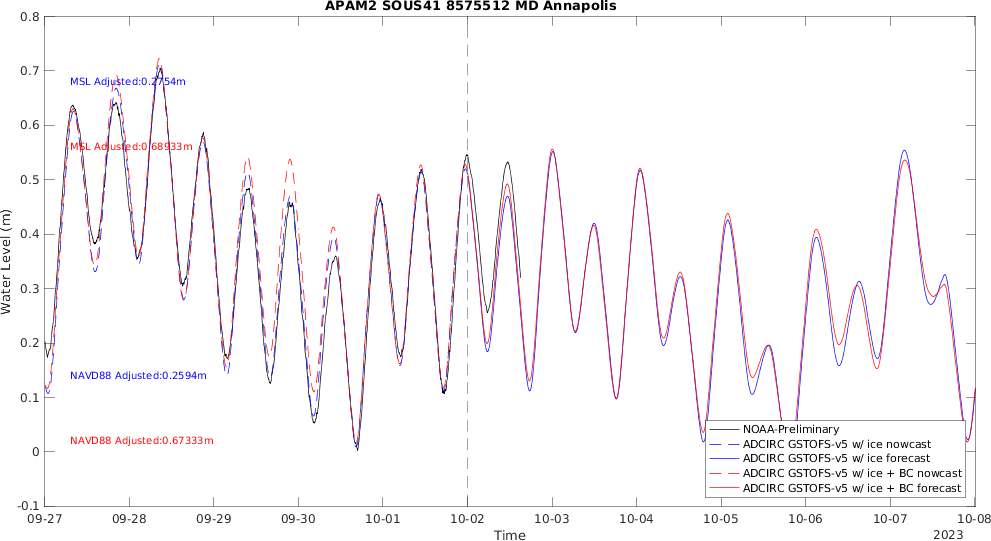 APAM2 SOUS41 8575512 MD Annapolis
0.8
0.7
0.6
0.5
0.4
0.3
0.2
0.1
0
-0.1
Water Level (m)
MSL Adjusted:0.2754m
MSL Adjusted:0.68933m
NAVD88 Adjusted:0.2594m
NAVD88 Adjusted:0.67333m
NOAA-Preliminary
ADCIRC GSTOFS-v5 w/ ice nowcast
ADCIRC GSTOFS-v5 w/ ice forecast
ADCIRC GSTOFS-v5 w/ ice + BC nowcast
ADCIRC GSTOFS-v5 w/ ice + BC forecast
09-27 09-28 09-29 09-30 10-01 10-02 10-03 10-04 10-05 10-06 10-07 10-08
Time
2023